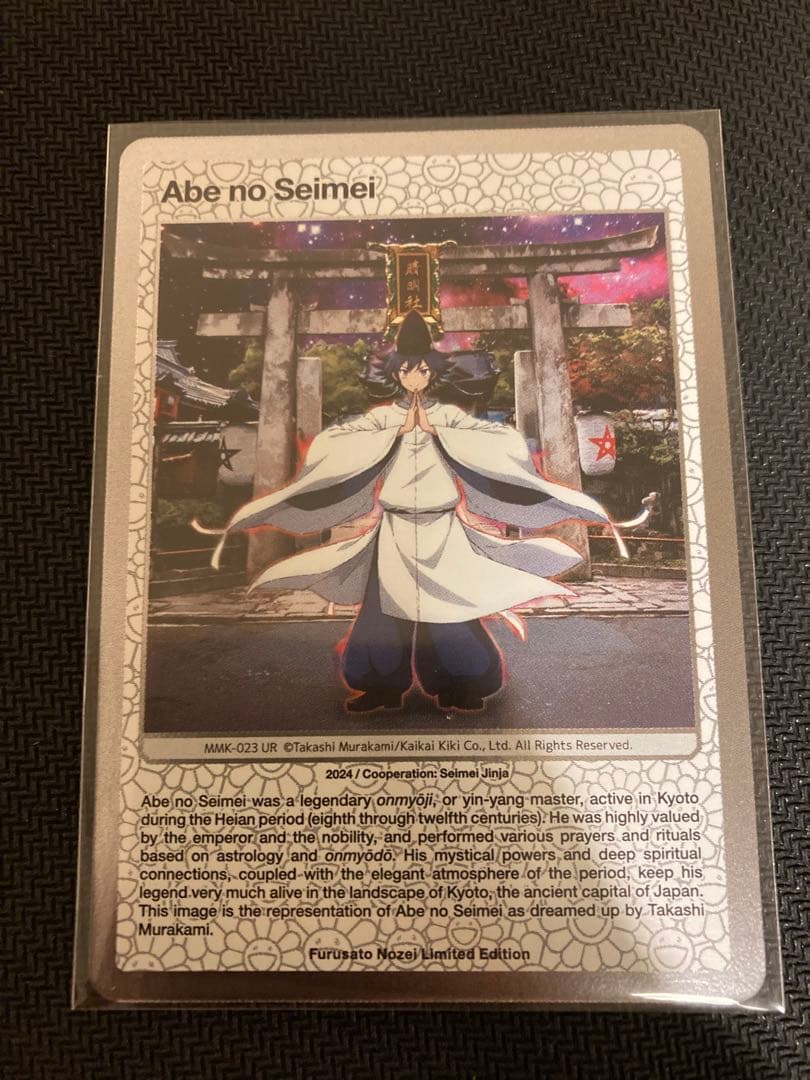 Abe no Seimei
晴明社
MMK-023 UR ©Takashi Murakami/Kaikai Kiki Co., Ltd. All Rights Reserved.
2024 / Cooperation: Seimei Jinja
Abe no Seimei was a legendary onmyōji, or yin-yang master, active in Kyoto
during the Heian period (eighth through twelfth centuries). He was highly valued
by the emperor and the nobility, and performed various prayers and rituals
based on astrology and onmyōdō. His mystical powers and deep spiritual
connections, coupled with the elegant atmosphere of the period, keep his
legend very much alive in the landscape of Kyoto, the ancient capital of Japan.
This image is the representation of Abe no Seimei as dreamed up by Takashi
Murakami.
Furusato Nozei Limited Edition